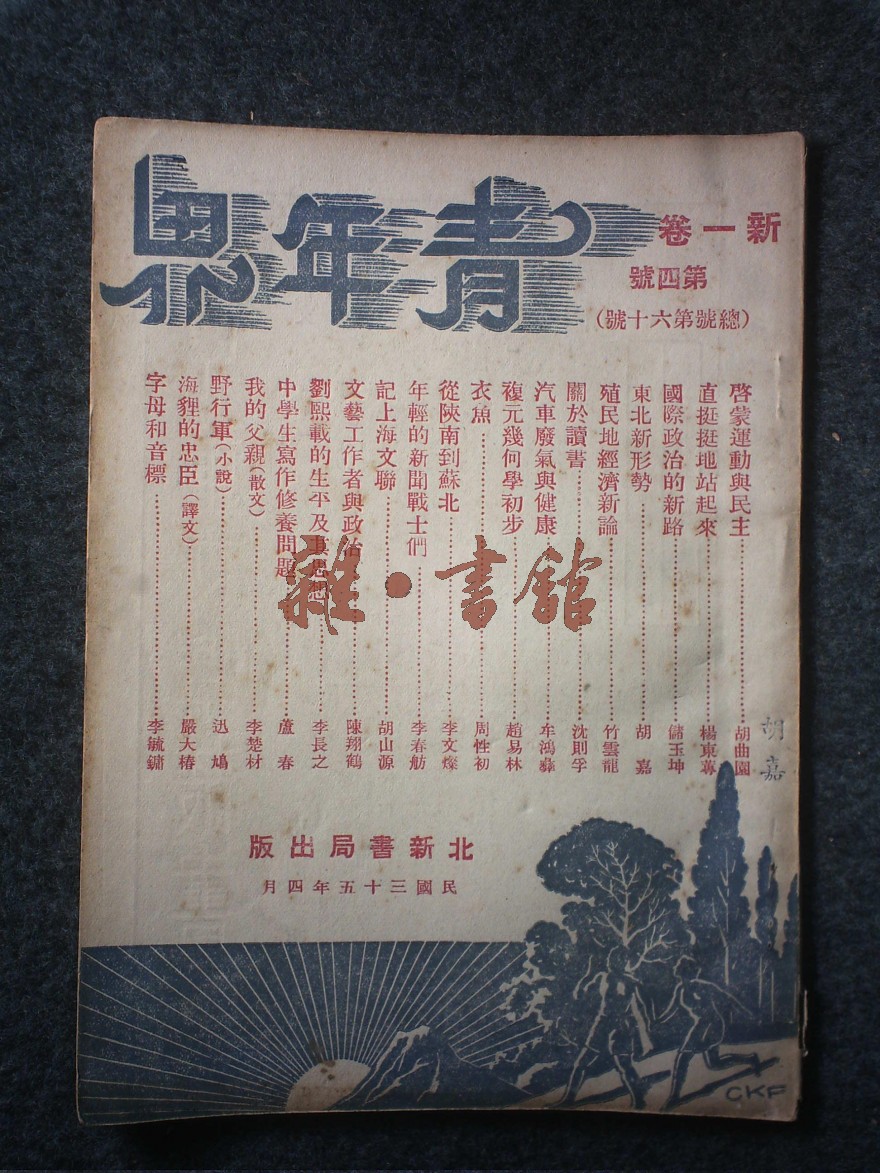 青年界
新一卷
第四號
(總號第六十號)
啓蒙運動與民主……胡曲園
直挺挺地站起來……楊東蓴
國際政治的新路……儲玉坤
東北新形勢……胡嘉
殖民地經濟新論……竹雲龍
關於讀書……沈則孚
汽車廢氣與健康……牟鴻彝
複元幾何學初步……趙易林
衣魚……周性初
從陝南到蘇北……李文燦
年輕的新聞戰士們……李春舫
記上海文聯……胡山源
文藝工作者與政治……陳翔鶴
劉熙載的生平及其思想……李長之
中學生寫作修養問題……蘆春
我的父親(散文)……李楚材
野行軍(小說)……迅鳩
海狸的忠臣(譯文)……嚴大椿
字母和音標……李毓鏞
胡嘉
雜·書館
北新書局出版
民國三十五年四月
CKF